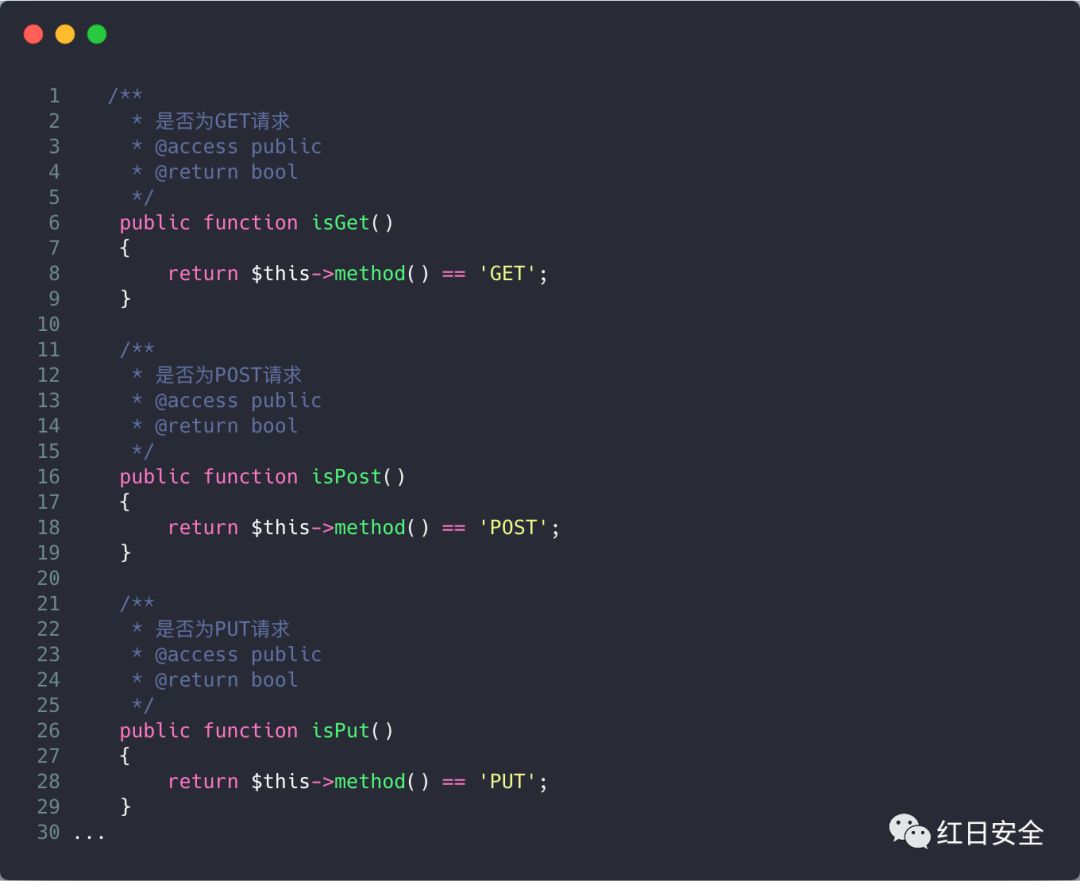 1    /**
2      * 是否为GET请求
3      * @access public
4      * @return bool
5      */
6     public function isGet()
7     {
8         return $this->method() == 'GET';
9     }
10
11    /**
12     * 是否为POST请求
13     * @access public
14     * @return bool
15     */
16    public function isPost()
17    {
18        return $this->method() == 'POST';
19    }
20
21    /**
22     * 是否为PUT请求
23     * @access public
24     * @return bool
25     */
26    public function isPut()
27    {
28        return $this->method() == 'PUT';
29    }
30 ...
红日安全